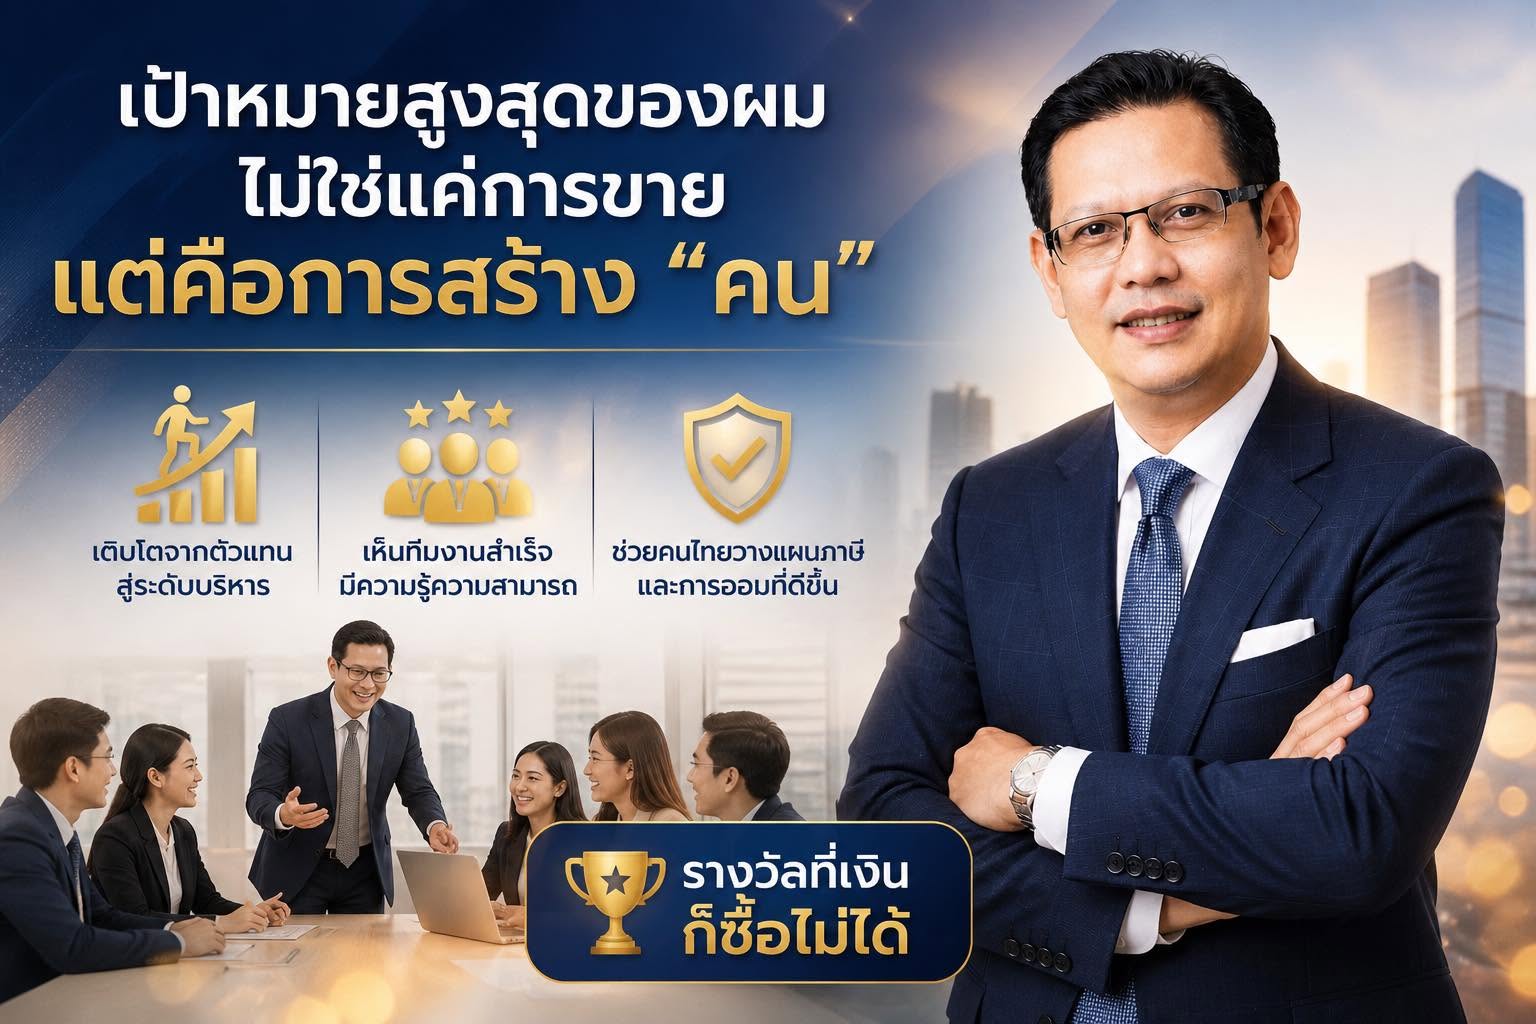 เป้าหมายสูงสุดของผม
ไม่ใช่แค่การขาย
แต่คือการสร้าง “คน”
เติบโตจากตัวแทน
สู่ระดับบริหาร
เห็นทีมงานสำเร็จ
มีความรู้ความสามารถ
ช่วยคนไทยวางแผนภาษี
และการออมที่ดีขึ้น
รางวัลที่เงิน
ก็ซื้อไม่ได้